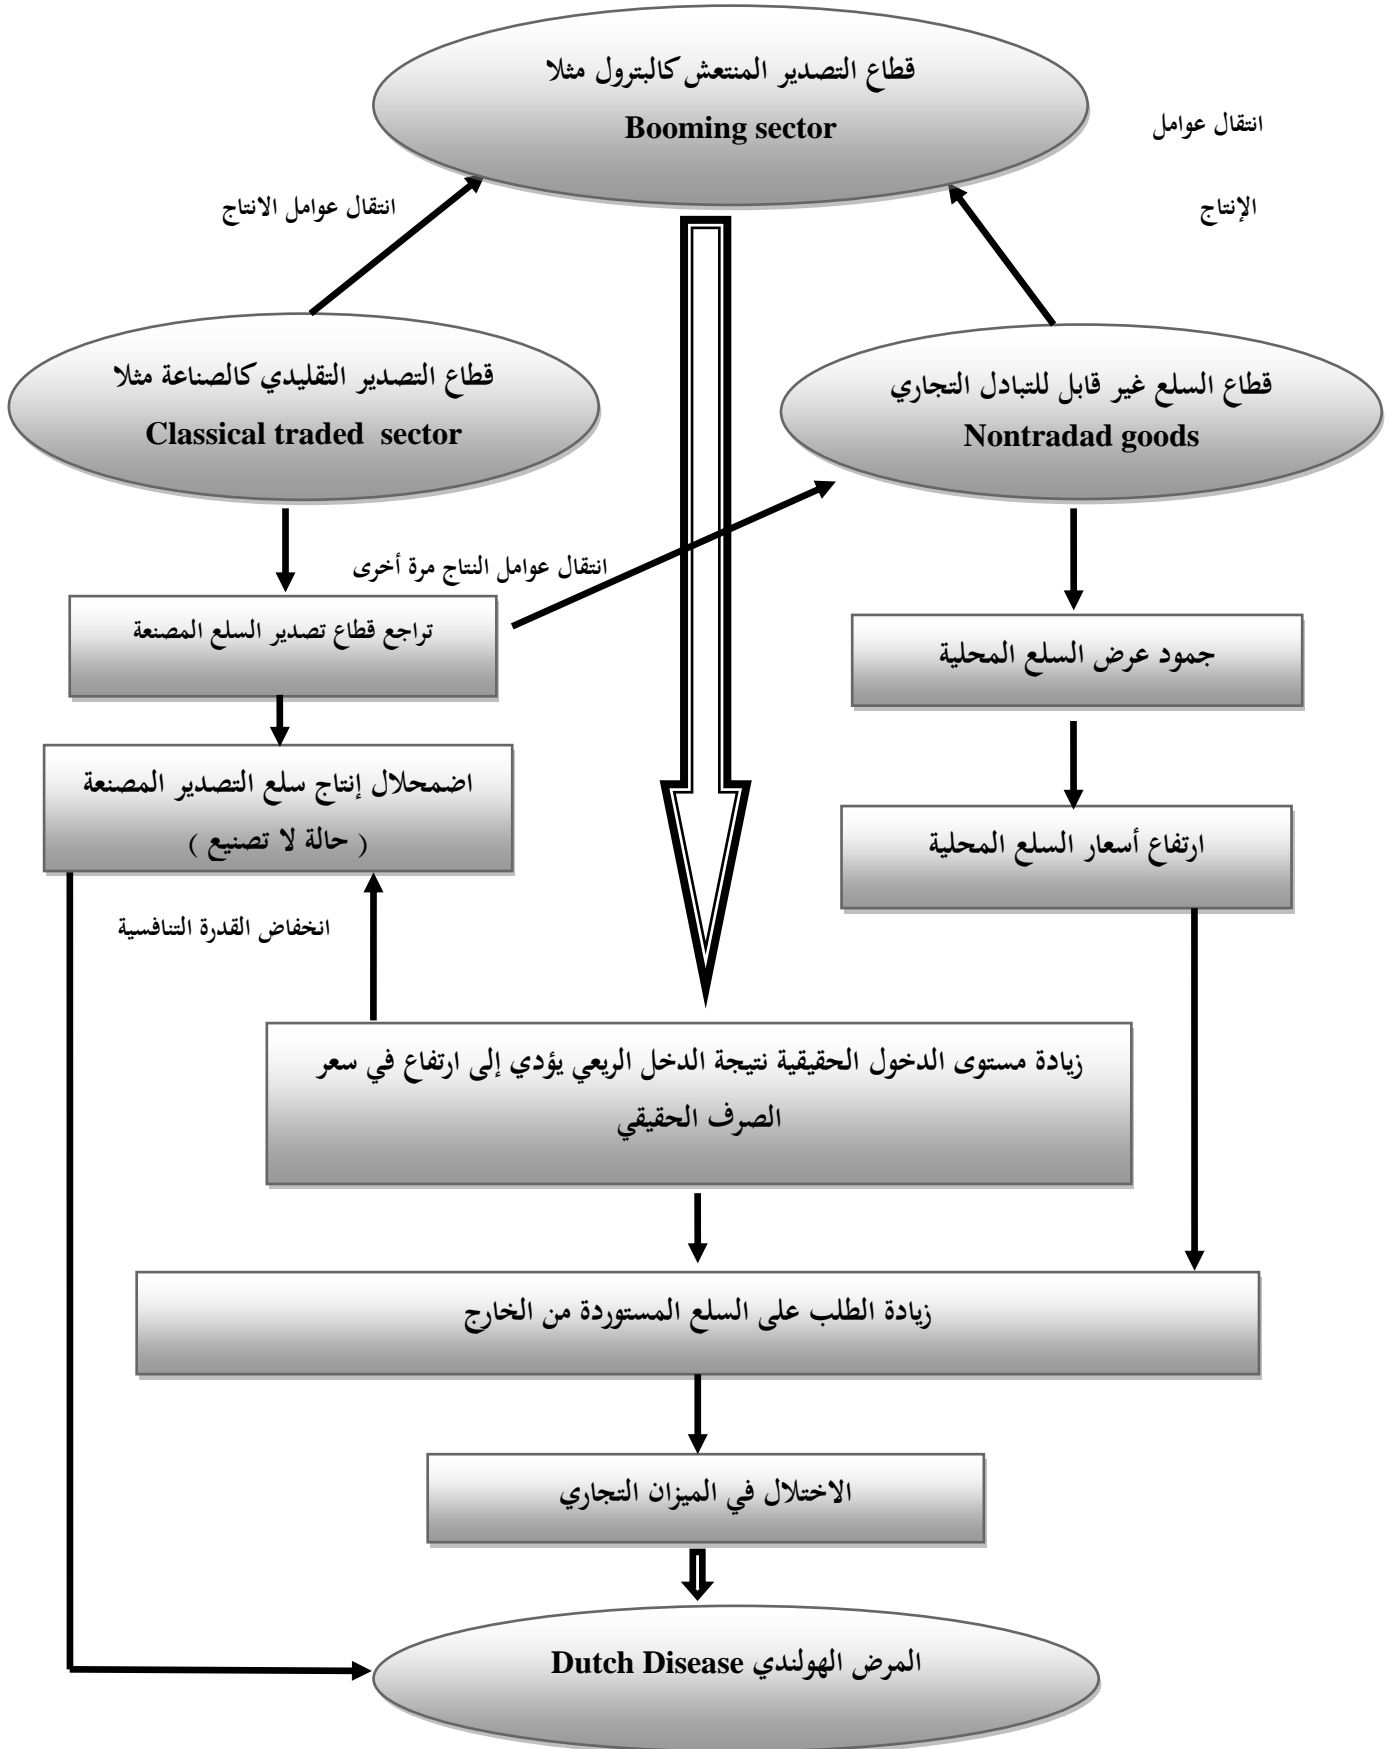 قطاع التصدير المنتعش كالبترول مثلا
Booming sector
انتقال عوامل
الإنتاج
انتقال عوامل الانتاج
قطاع السلع غير قابل للتبادل التجاري
Nontradad goods
قطاع التصدير التقليدي كالصناعة مثلا
Classical traded sector
انتقال عوامل النتاج مرة أخرى
جمود عرض السلع المحلية
تراجع قطاع تصدير السلع المصنعة
ارتفاع أسعار السلع المحلية
اضمحلال إنتاج سلع التصدير المصنعة
( حالة لا تصنيع )
انخفاض القدرة التنافسية
زيادة مستوى الدخول الحقيقية نتيجة الدخل الريعي يؤدي إلى ارتفاع في سعر
الصرف الحقيقي
زيادة الطلب على السلع المستوردة من الخارج
الاختلال في الميزان التجاري
المرض الهولندي Dutch Disease